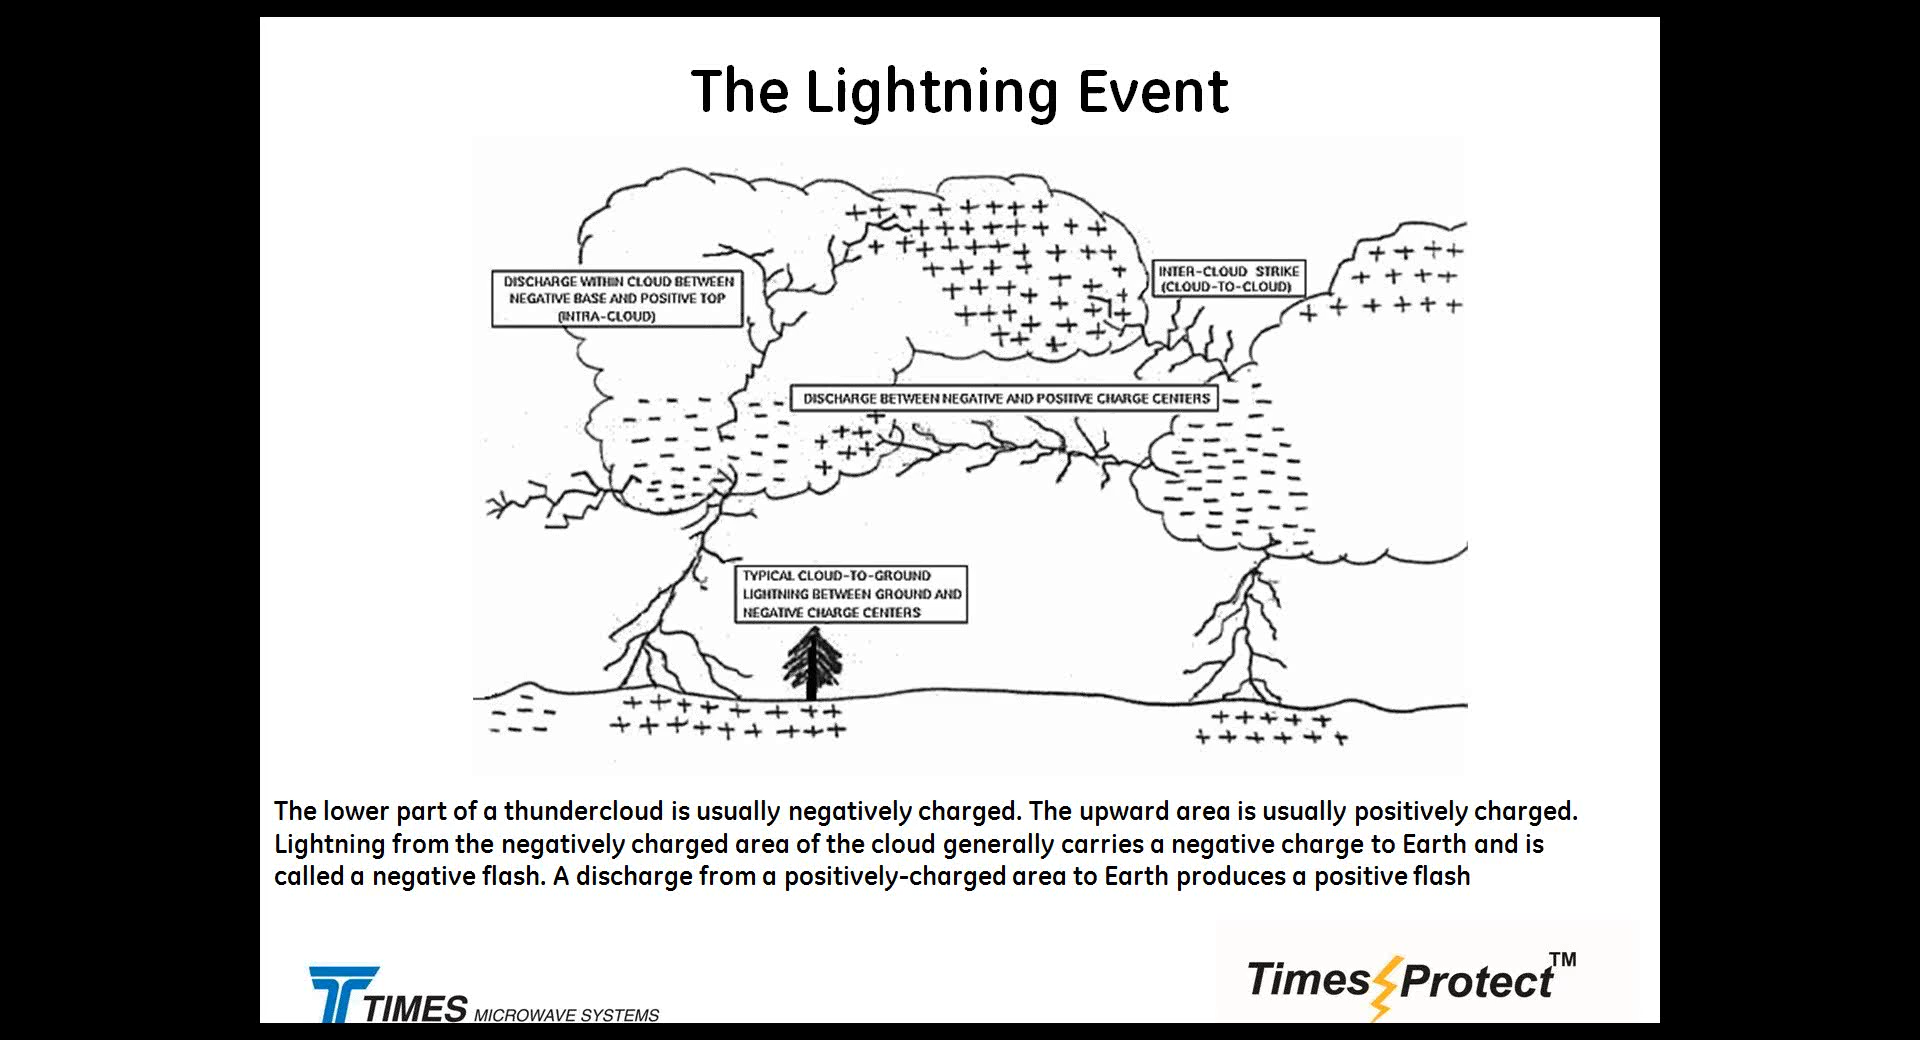 The Lightning Event
DISCHARGE WITHIN CLOUD BETWEEN
NEGATIVE BASE AND POSITIVE TOP
(INTRA-CLOUD)
INTER-CLOUD STRIKE
(CLOUD-TO-CLOUD)
DISCHARGE BETWEEN NEGATIVE AND POSITIVE CHARGE CENTERS
TYPICAL CLOUD-TO-GROUND
LIGHTNING BETWEEN GROUND AND
NEGATIVE CHARGE CENTERS
The lower part of a thundercloud is usually negatively charged. The upward area is usually positively charged.
Lightning from the negatively charged area of the cloud generally carries a negative charge to Earth and is
called a negative flash. A discharge from a positively-charged area to Earth produces a positive flash
TIMES MICROWAVE SYSTEMS
Times Protect™